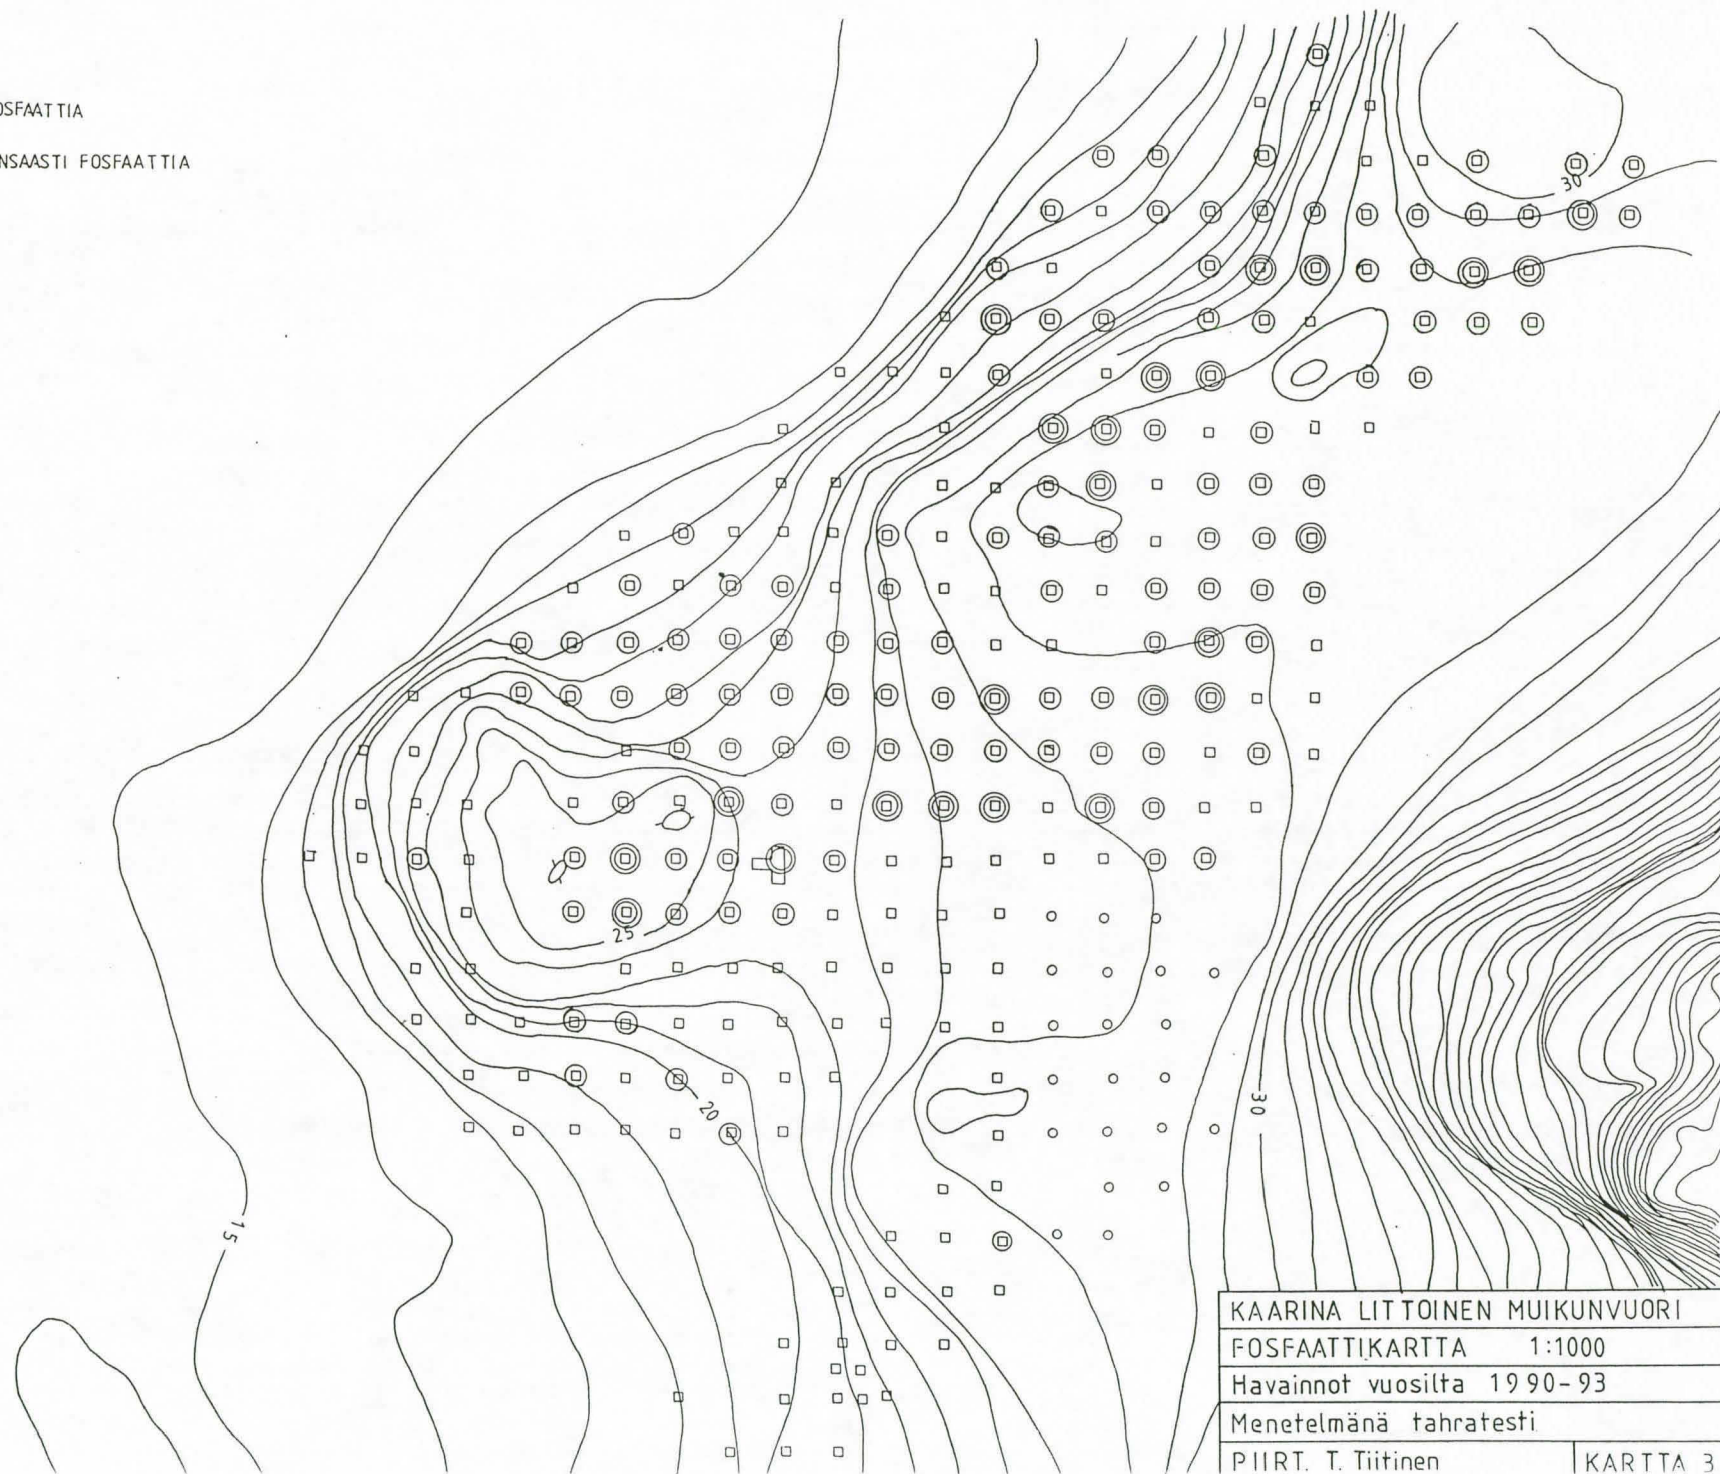 OSFAATTIA
NSAASTI FOSFAATTIA
30
25
20
30
15
KAARINA LITTOINEN MUIKUNVUORI
FOSFAATTIKARTTA 1:1000
Havainnot vuosilta 1990-93
Menetelmänä tahratesti
PIIRT. T. Tiitinen KARTTA 3